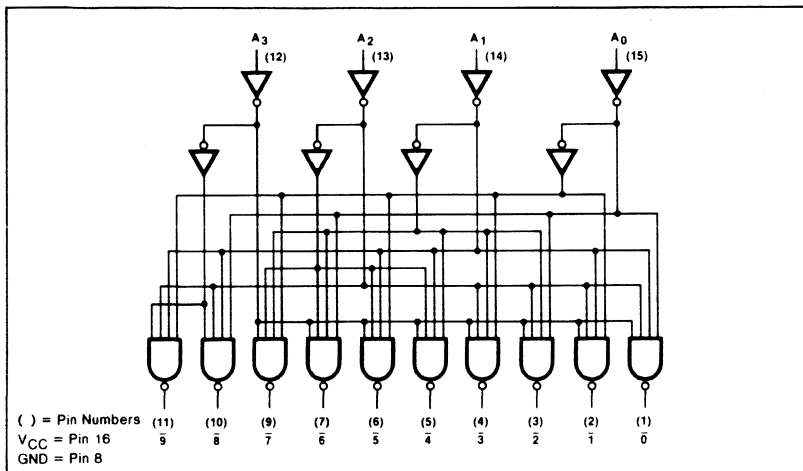 A3 A2 A1 A0
(12) (13) (14) (15)
( ) = Pin Numbers
VCC = Pin 16
GND = Pin 8
(11) (10) (9) (7) (6) (5) (4) (3) (2) (1)
9̅ 8̅ 7̅ 6̅ 5̅ 4̅ 3̅ 2̅ 1̅ 0̅